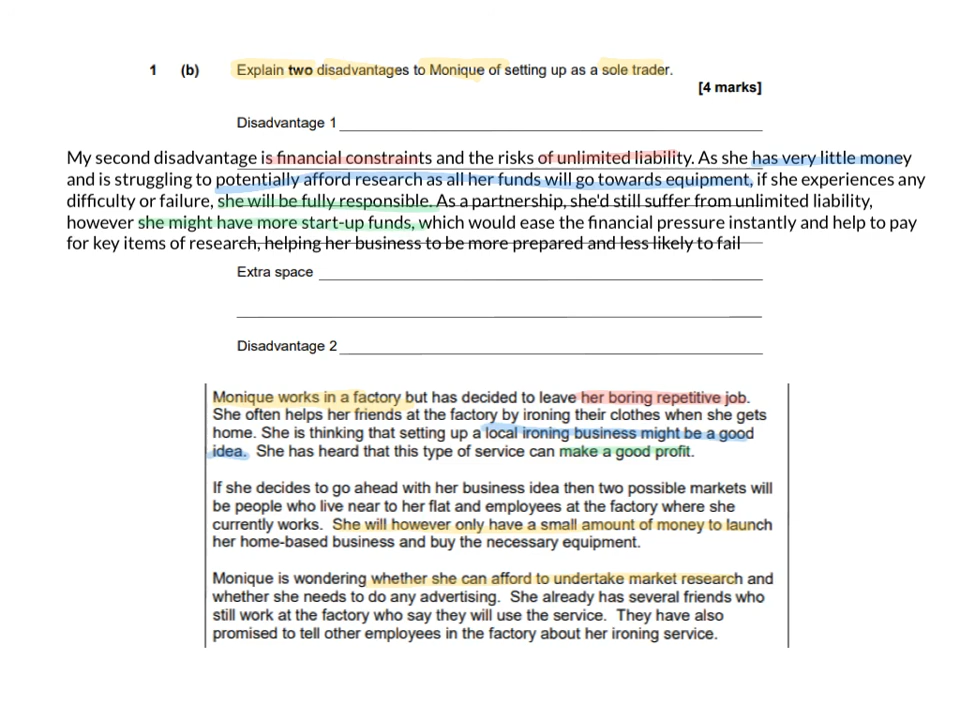 1 (b) Explain two disadvantages to Monique of setting up as a sole trader.
[4 marks]
Disadvantage 1
My second disadvantage is financial constraints and the risks of unlimited liability. As she has very little money
and is struggling to potentially afford research as all her funds will go towards equipment, if she experiences any
difficulty or failure, she will be fully responsible. As a partnership, she'd still suffer from unlimited liability,
however she might have more start-up funds, which would ease the financial pressure instantly and help to pay
for key items of research, helping her business to be more prepared and less likely to fail
Extra space
Disadvantage 2
Monique works in a factory but has decided to leave her boring repetitive job.
She often helps her friends at the factory by ironing their clothes when she gets
home. She is thinking that setting up a local ironing business might be a good
idea. She has heard that this type of service can make a good profit.
If she decides to go ahead with her business idea then two possible markets will
be people who live near to her flat and employees at the factory where she
currently works. She will however only have a small amount of money to launch
her home-based business and buy the necessary equipment.
Monique is wondering whether she can afford to undertake market research and
whether she needs to do any advertising. She already has several friends who
still work at the factory who say they will use the service. They have also
promised to tell other employees in the factory about her ironing service.